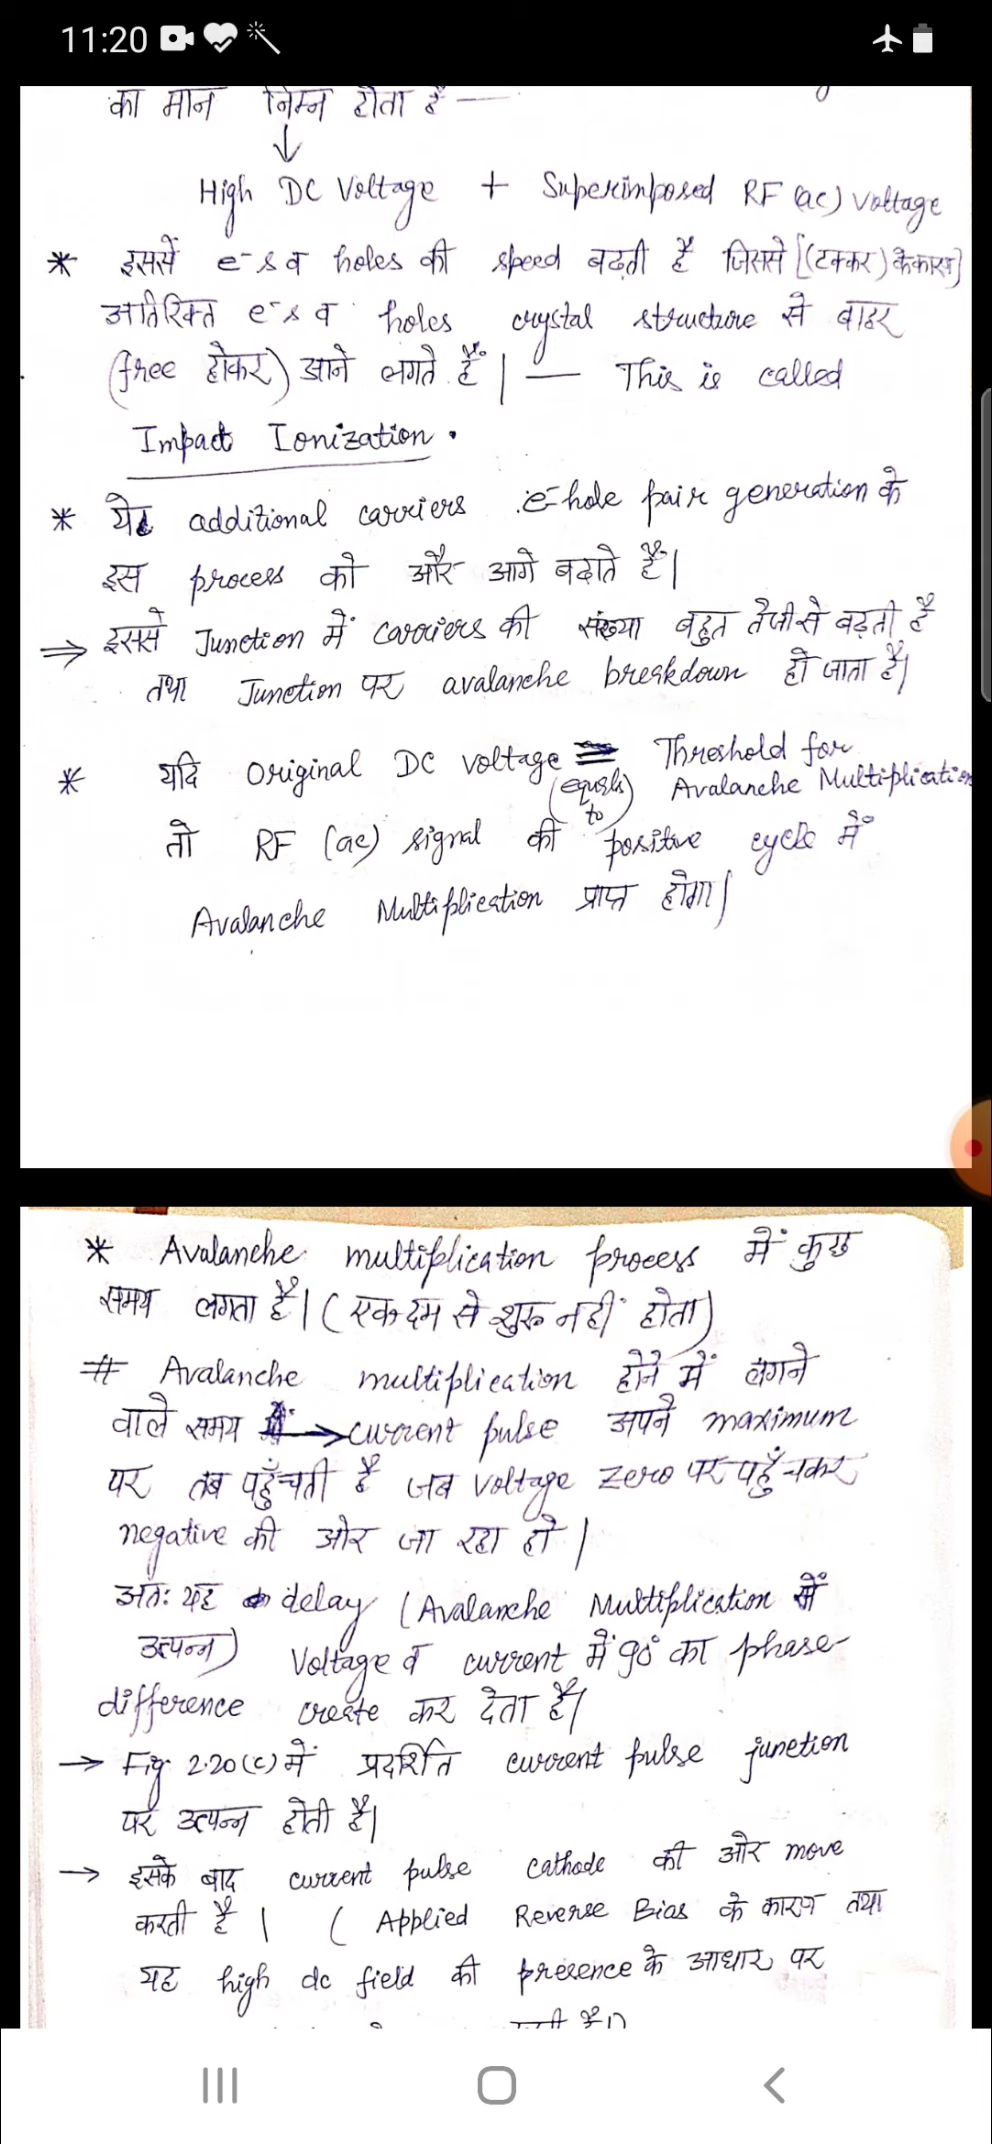 11:20
का मान निम्न होता है —
↓
High DC Voltage + Superimposed RF (ac) voltage
* इससें e⁻s व holes की speed बढती है जिससे [(टक्कर) के कारण]
अतिरिक्त e⁻s व holes crystal structure से बाहर
(free होकर) आने लगते हैं। — This is called
Impact Ionization.
* ये additional carriers e⁻hole pair generation के
इस process को और आगे बढाते हैं।
⇒ इससे Junction में carriers की संख्या बहुत तेजी से बढ़ती है
तथा Junction पर avalanche breakdown हो जाता है।
* यदि Original DC voltage = Threshold for
(equals to) Avalanche Multiplication
तो RF (ac) signal की positive cycle में
Avalanche Multiplication प्राप्त होगा।
* Avalanche multiplication process में कुछ
समय लगता है। (एकदम से शुरू नहीं होता)
# Avalanche multiplication होने में लगने
वाले समय → current pulse अपने maximum
पर तब पहुँचती है जब voltage zero पर पहुँचकर
negative की ओर जा रहा हो।
अतः यह delay (Avalanche Multiplication से
उत्पन्न) Voltage व current में 90° का phase
difference create कर देता है।
→ Fig 2.20(c) में प्रदर्शित current pulse junction
पर उत्पन्न होती है।
→ इसके बाद current pulse cathode की ओर move
करती है। ( Applied Reverse Bias के कारण तथा
यह high dc field की presence के आधार पर